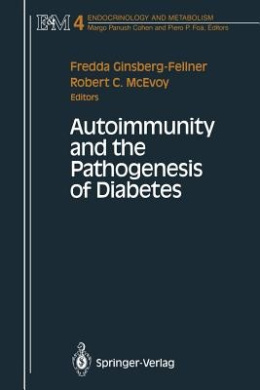 E&M 4 ENDOCRINOLOGY AND METABOLISM
Margo Panush Cohen and Piero P. Foa, Editors
Fredda Ginsberg-Fellner
Robert C. McEvoy
Editors
Autoimmunity
and the
Pathogenesis
of Diabetes
Springer-Verlag